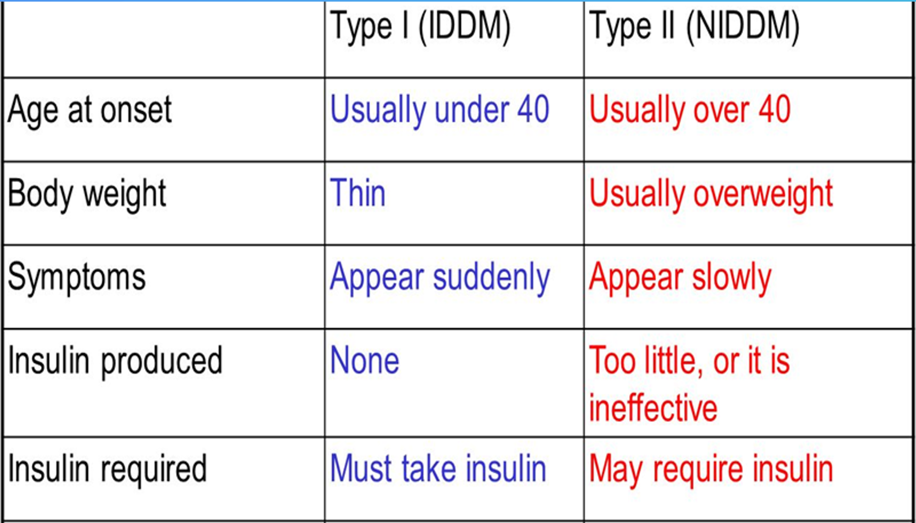 Type I (IDDM) Type II (NIDDM)
Age at onset Usually under 40 Usually over 40
Body weight Thin Usually overweight
Symptoms Appear suddenly Appear slowly
Insulin produced None Too little, or it is
ineffective
Insulin required Must take insulin May require insulin